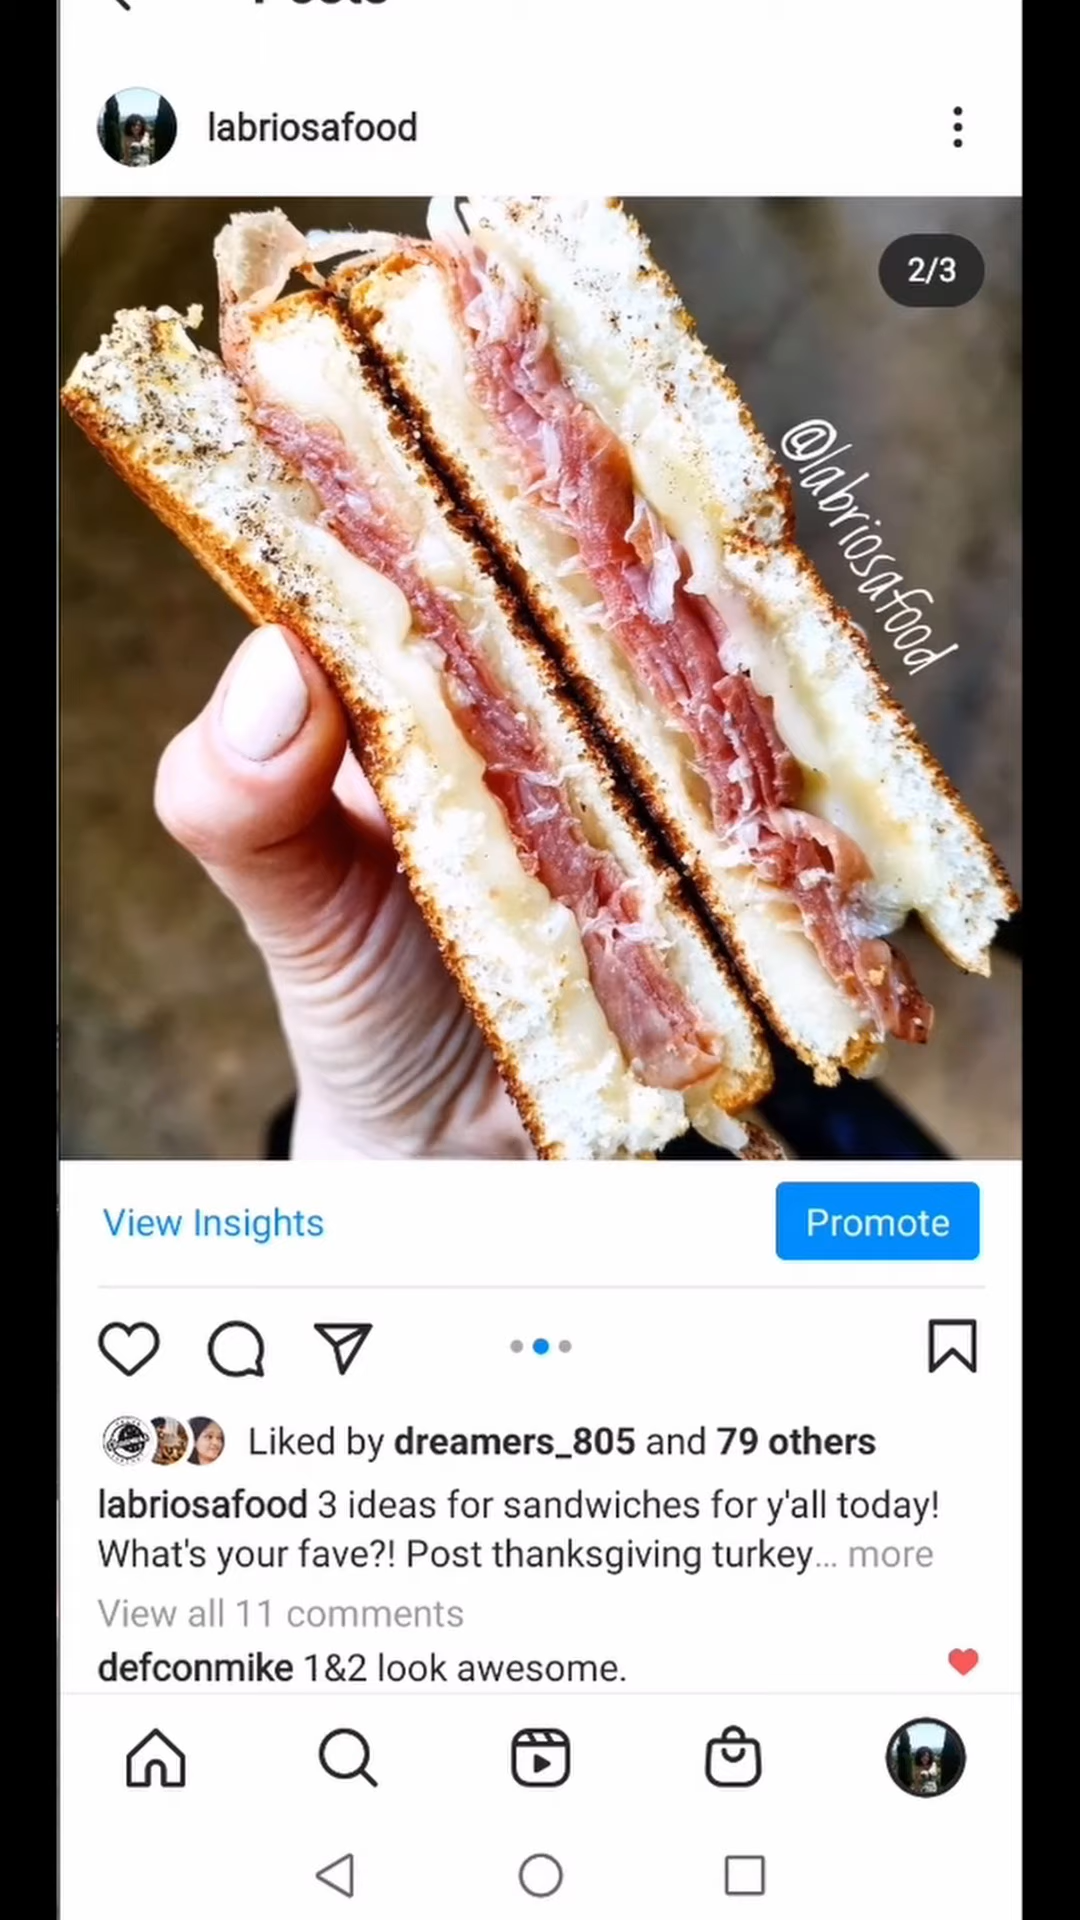 labriosafood
2/3
@labriosafood
View Insights
Promote
Liked by dreamers_805 and 79 others
labriosafood 3 ideas for sandwiches for y'all today!
What's your fave?! Post thanksgiving turkey... more
View all 11 comments
defconmike 1&2 look awesome.